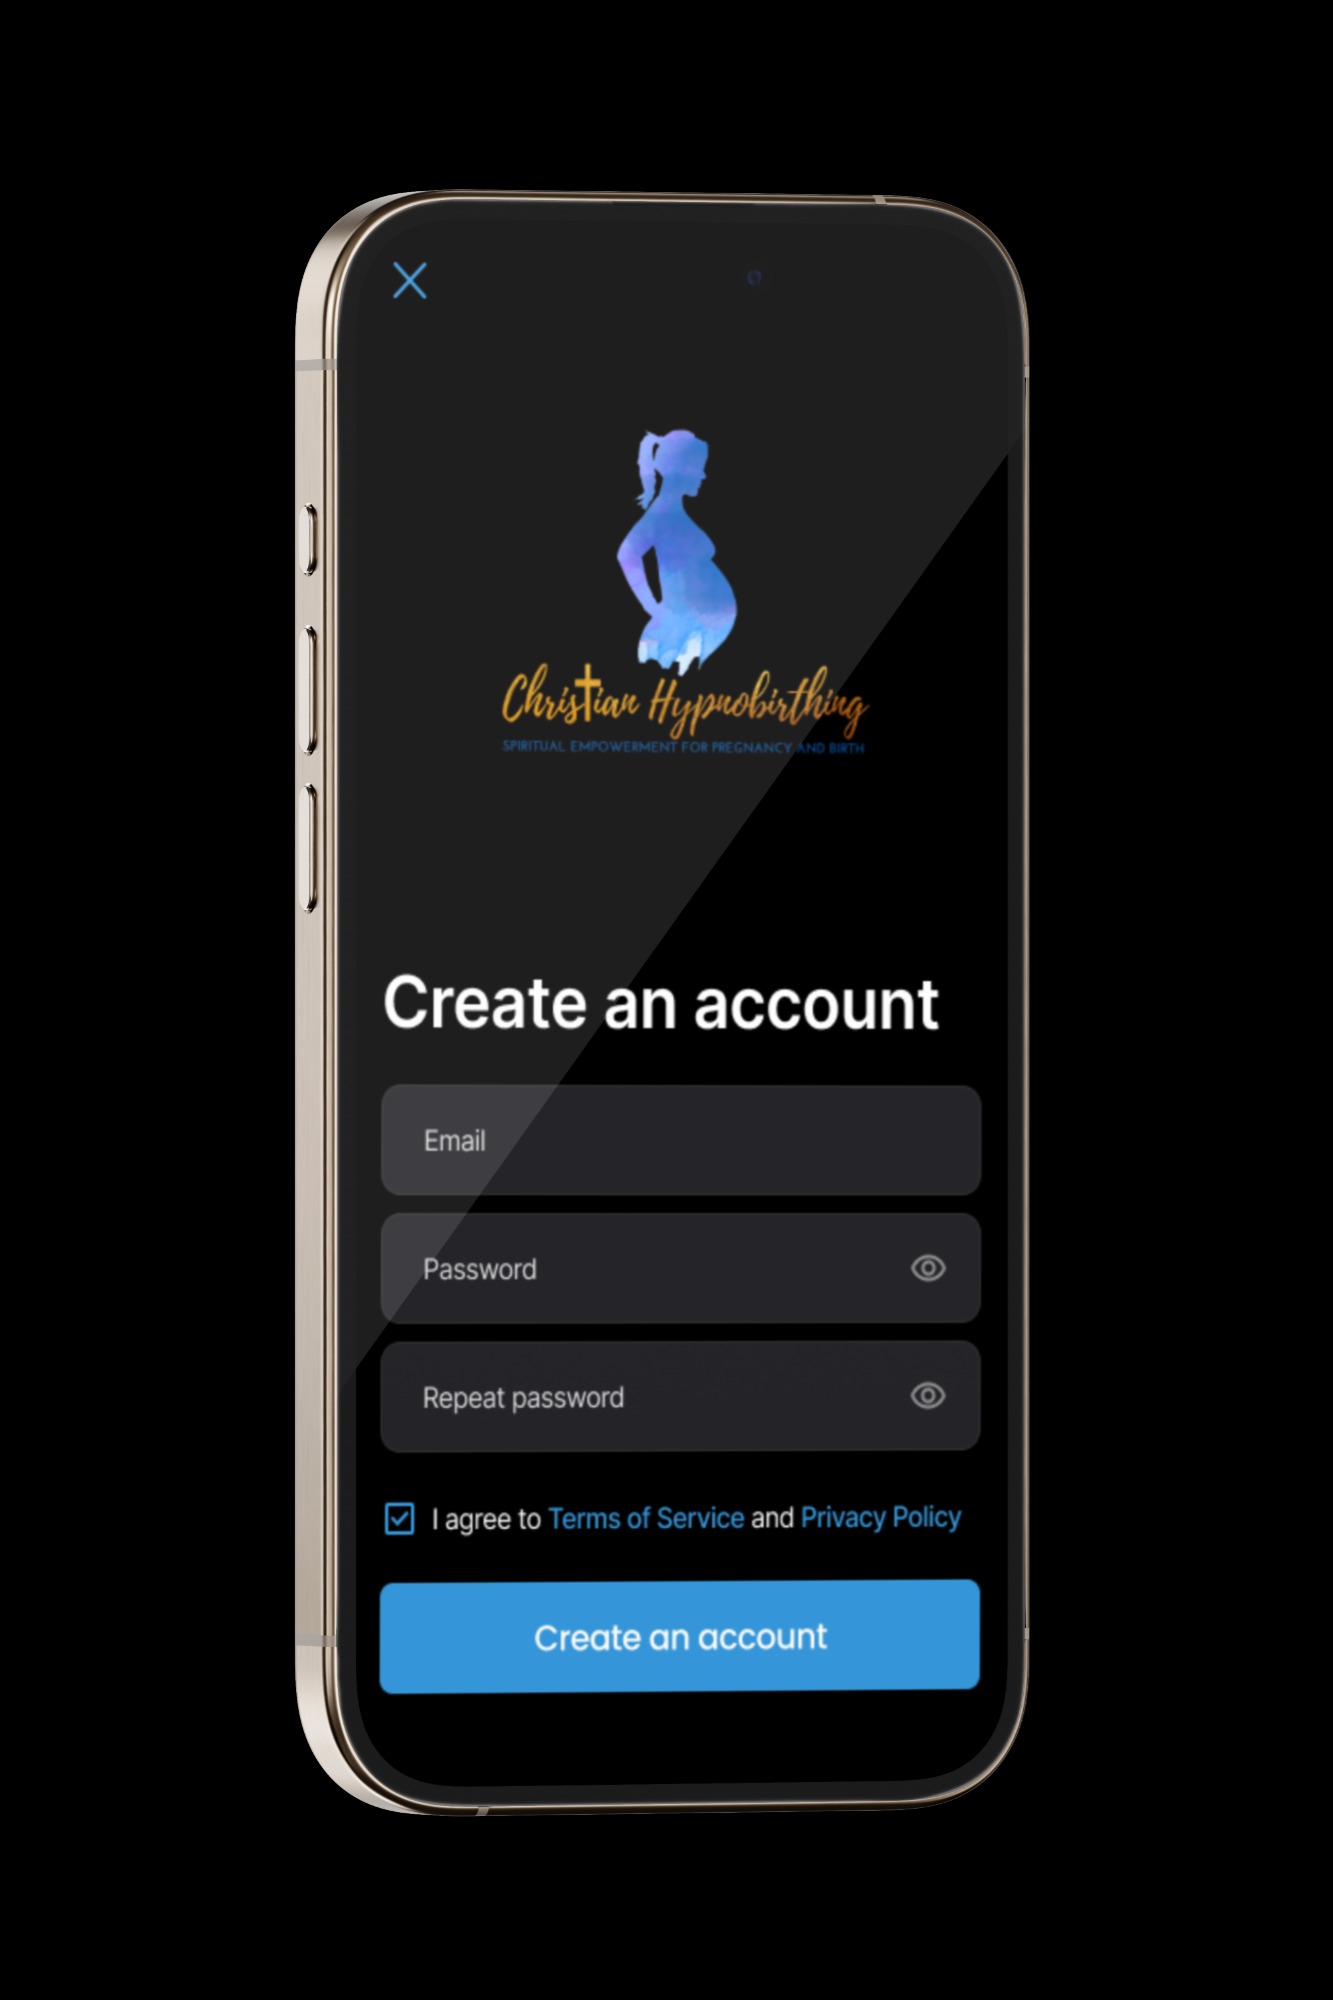 Christian Hypnobirthing
SPIRITUAL EMPOWERMENT FOR PREGNANCY AND BIRTH
Create an account
Email
Password
Repeat password
I agree to Terms of Service and Privacy Policy
Create an account